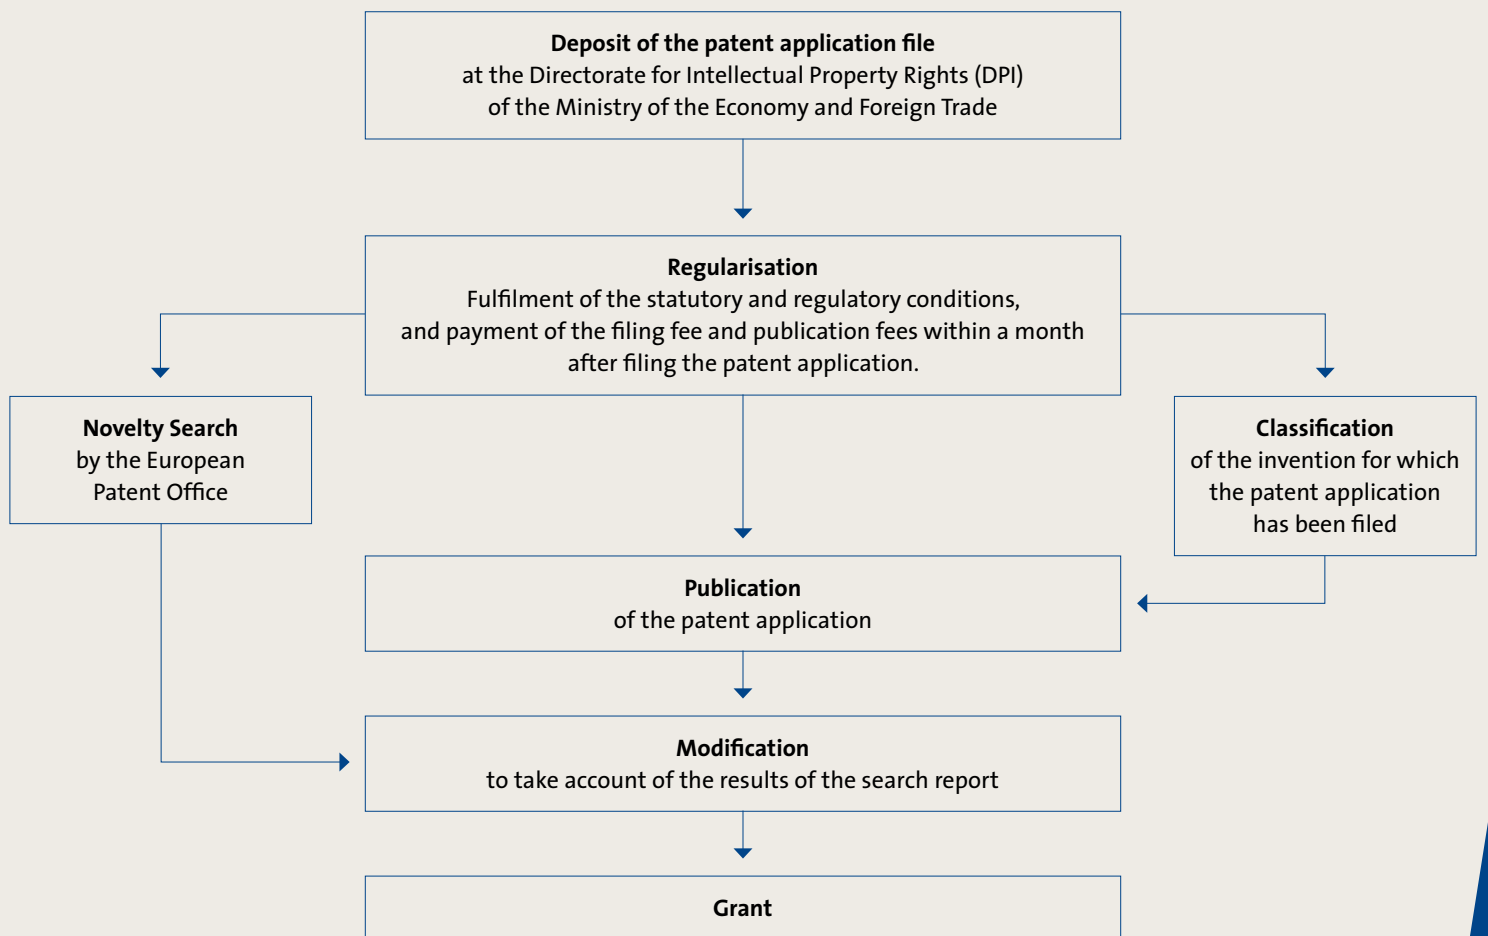 Deposit of the patent application file
at the Directorate for Intellectual Property Rights (DPI)
of the Ministry of the Economy and Foreign Trade
Regularisation
Fulfilment of the statutory and regulatory conditions,
and payment of the filing fee and publication fees within a month
after filing the patent application.
Novelty Search
by the European
Patent Office
Classification
of the invention for which
the patent application
has been filed
Publication
of the patent application
Modification
to take account of the results of the search report
Grant